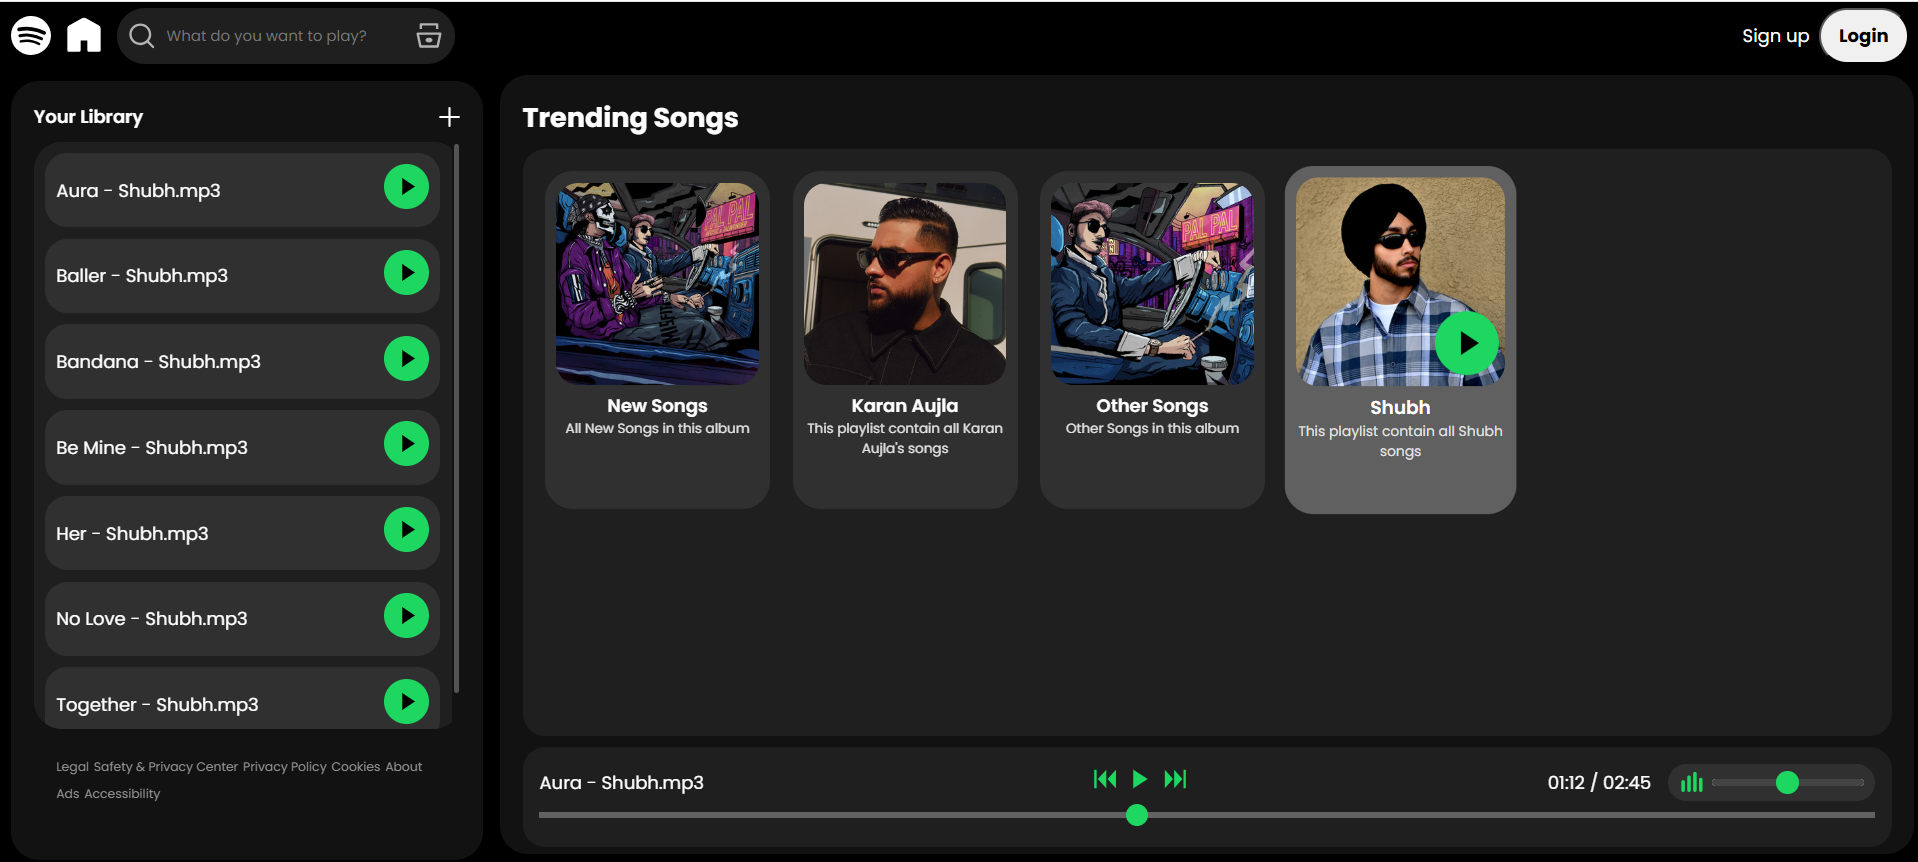 What do you want to play?
Sign up
Login
Your Library
Aura - Shubh.mp3
Baller - Shubh.mp3
Bandana - Shubh.mp3
Be Mine - Shubh.mp3
Her - Shubh.mp3
No Love - Shubh.mp3
Together - Shubh.mp3
Legal Safety & Privacy Center Privacy Policy Cookies About
Ads Accessibility
Trending Songs
PAL PAL
New Songs
All New Songs in this album
Karan Aujla
This playlist contain all Karan
Aujla's songs
PAL PAL
Other Songs
Other Songs in this album
Shubh
This playlist contain all Shubh
songs
Aura - Shubh.mp3
01:12 / 02:45